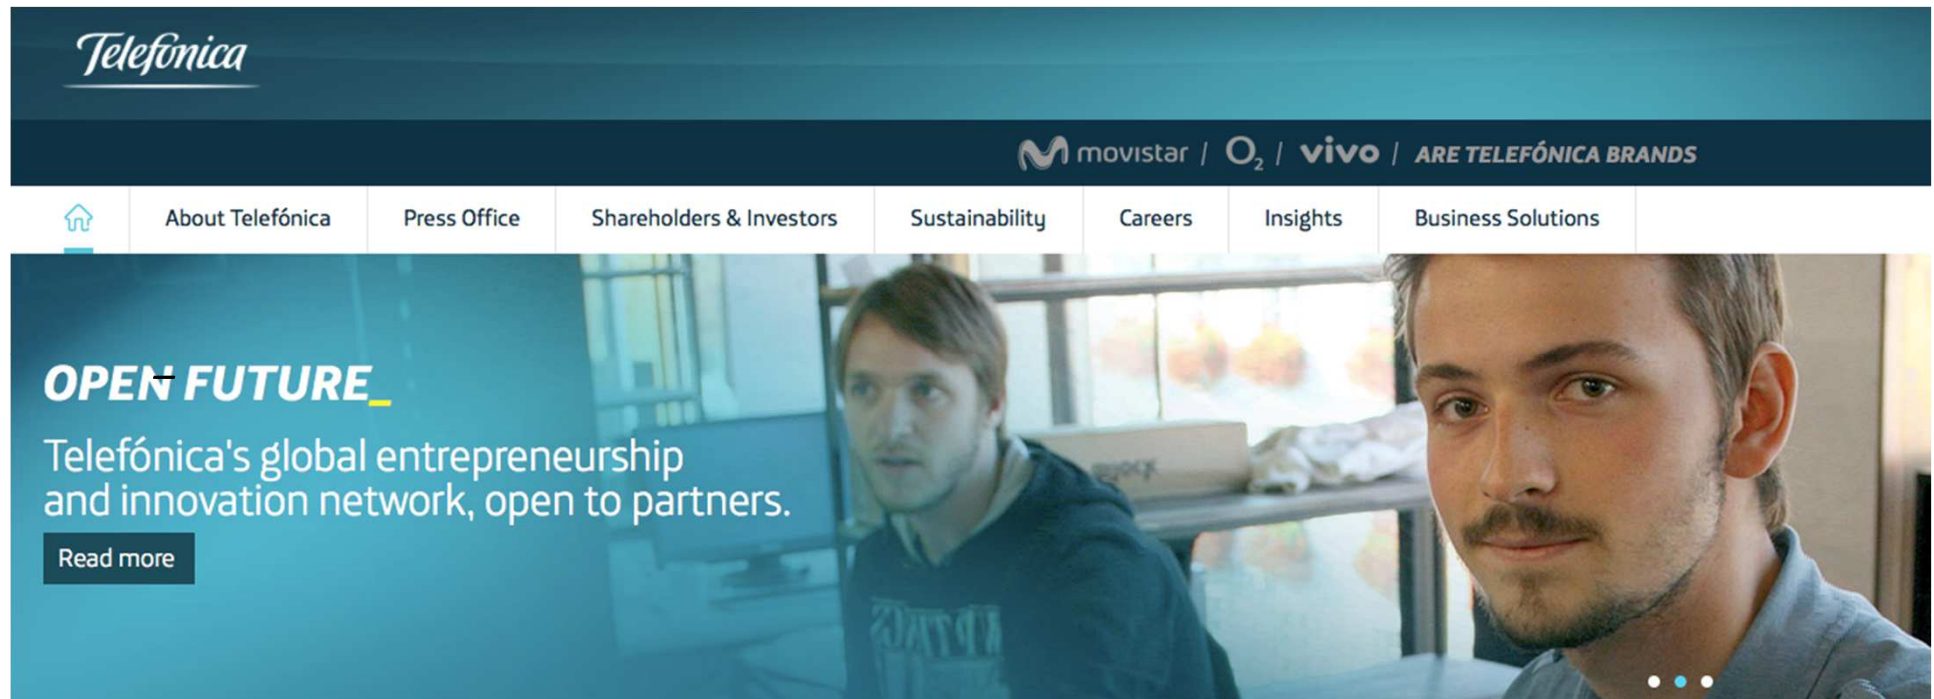 Telefónica
movistar / O₂ / vivo / ARE TELEFÓNICA BRANDS
About Telefónica Press Office Shareholders & Investors Sustainability Careers Insights Business Solutions
OPEN FUTURE_
Telefónica's global entrepreneurship
and innovation network, open to partners.
Read more